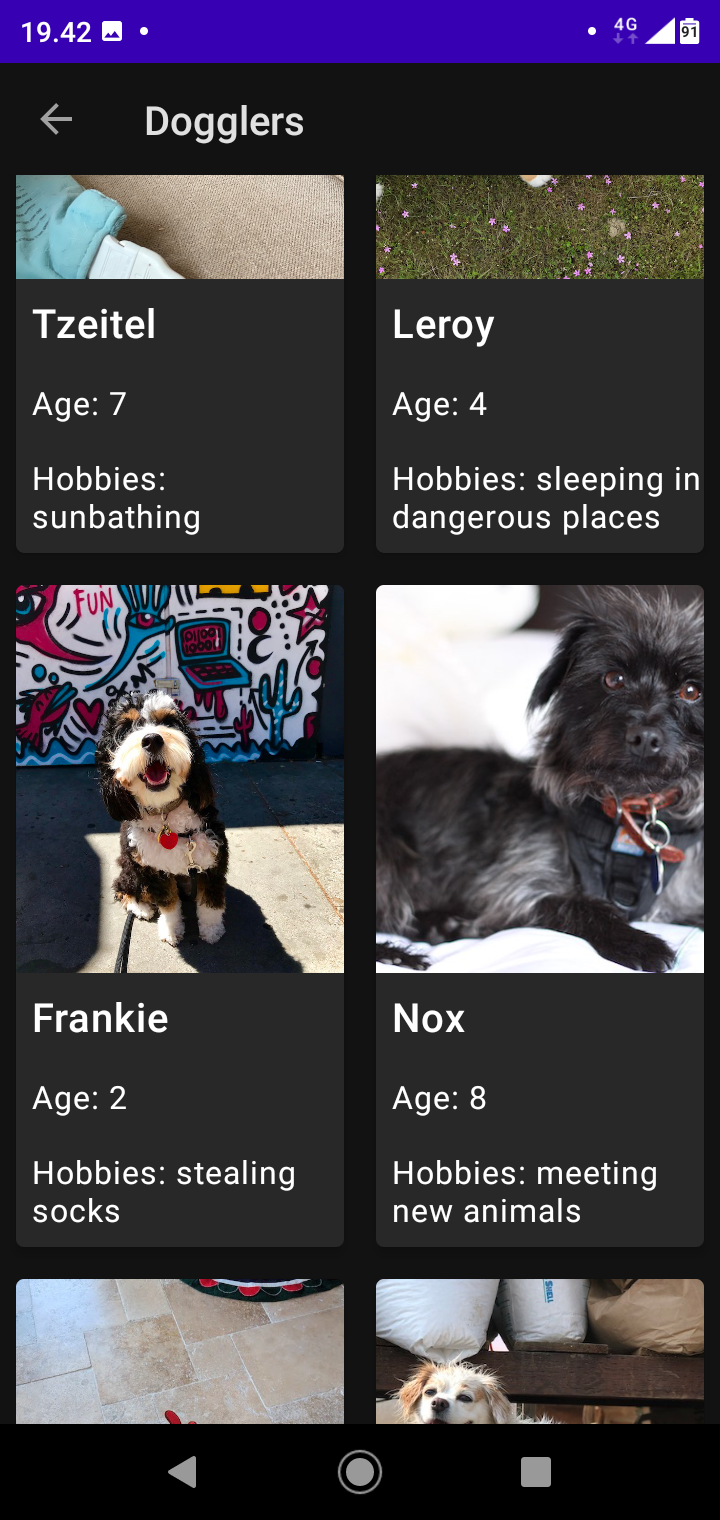 19.42
4G
91
Dogglers
Tzeitel
Age: 7
Hobbies:
sunbathing
Leroy
Age: 4
Hobbies: sleeping in
dangerous places
FUN
Frankie
Age: 2
Hobbies: stealing
socks
Nox
Age: 8
Hobbies: meeting
new animals